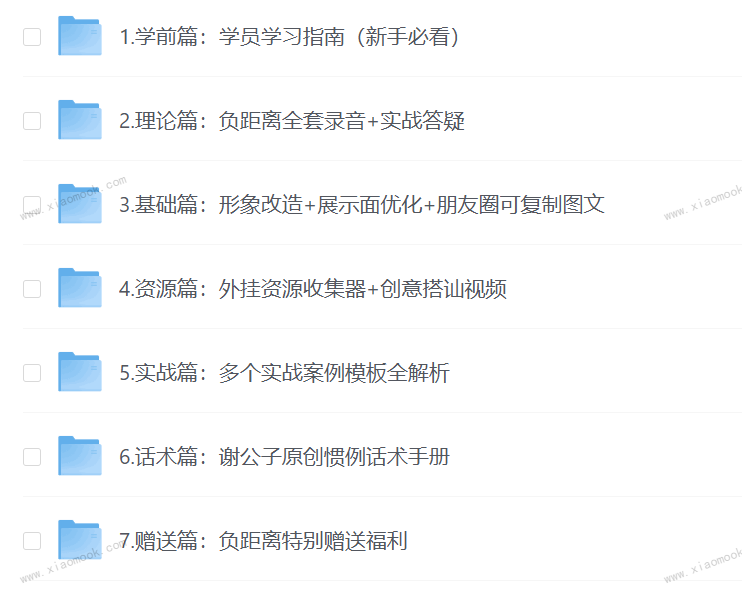 1.学前篇：学员学习指南（新手必看）
2.理论篇：负距离全套录音+实战答疑
www.xiaomook.com
3.基础篇：形象改造+展示面优化+朋友圈可复制图文
www.xiaomook
4.资源篇：外挂资源收集器+创意搭讪视频
5.实战篇：多个实战案例模板全解析
6.话术篇：谢公子原创惯例话术手册
7.赠送篇：负距离特别赠送福利
www.xiaomook.com
www.xiaomook